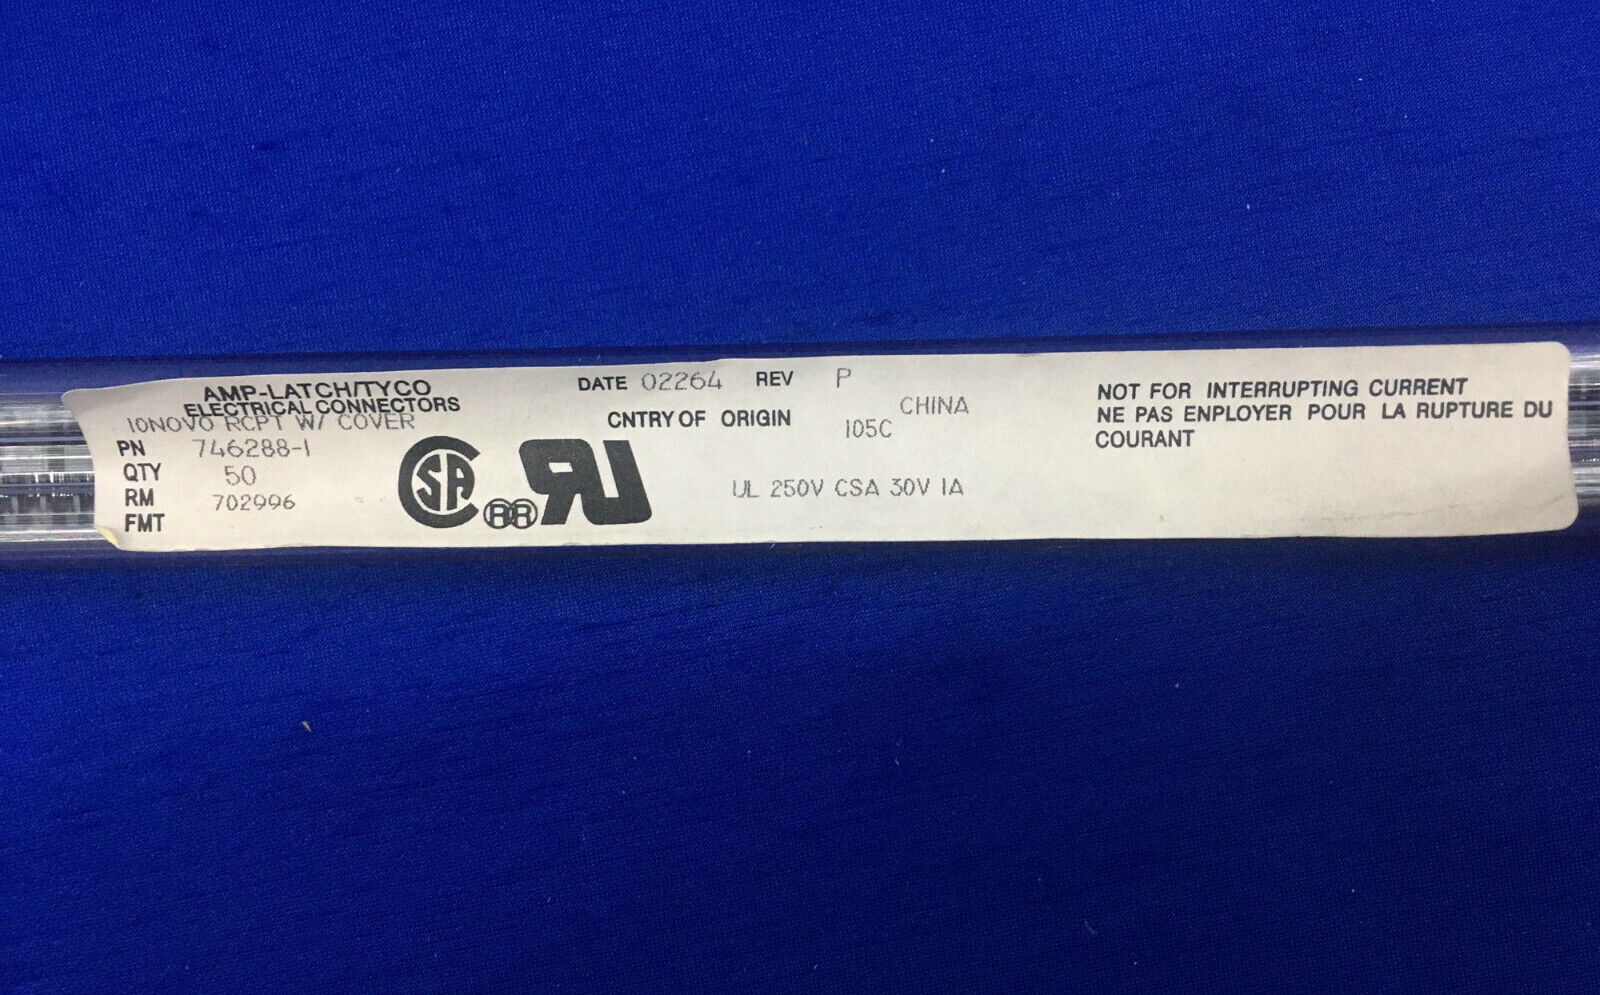 AMP-LATCH/TYCO
ELECTRICAL CONNECTORS
10NOVO RCPT W/ COVER
PN 746288-1
QTY 50
RM 702996
FMT
DATE 02264 REV P
CNTRY OF ORIGIN CHINA
105C
UL 250V CSA 30V 1A
NOT FOR INTERRUPTING CURRENT
NE PAS ENPLOYER POUR LA RUPTURE DU
COURANT
CSA
RU